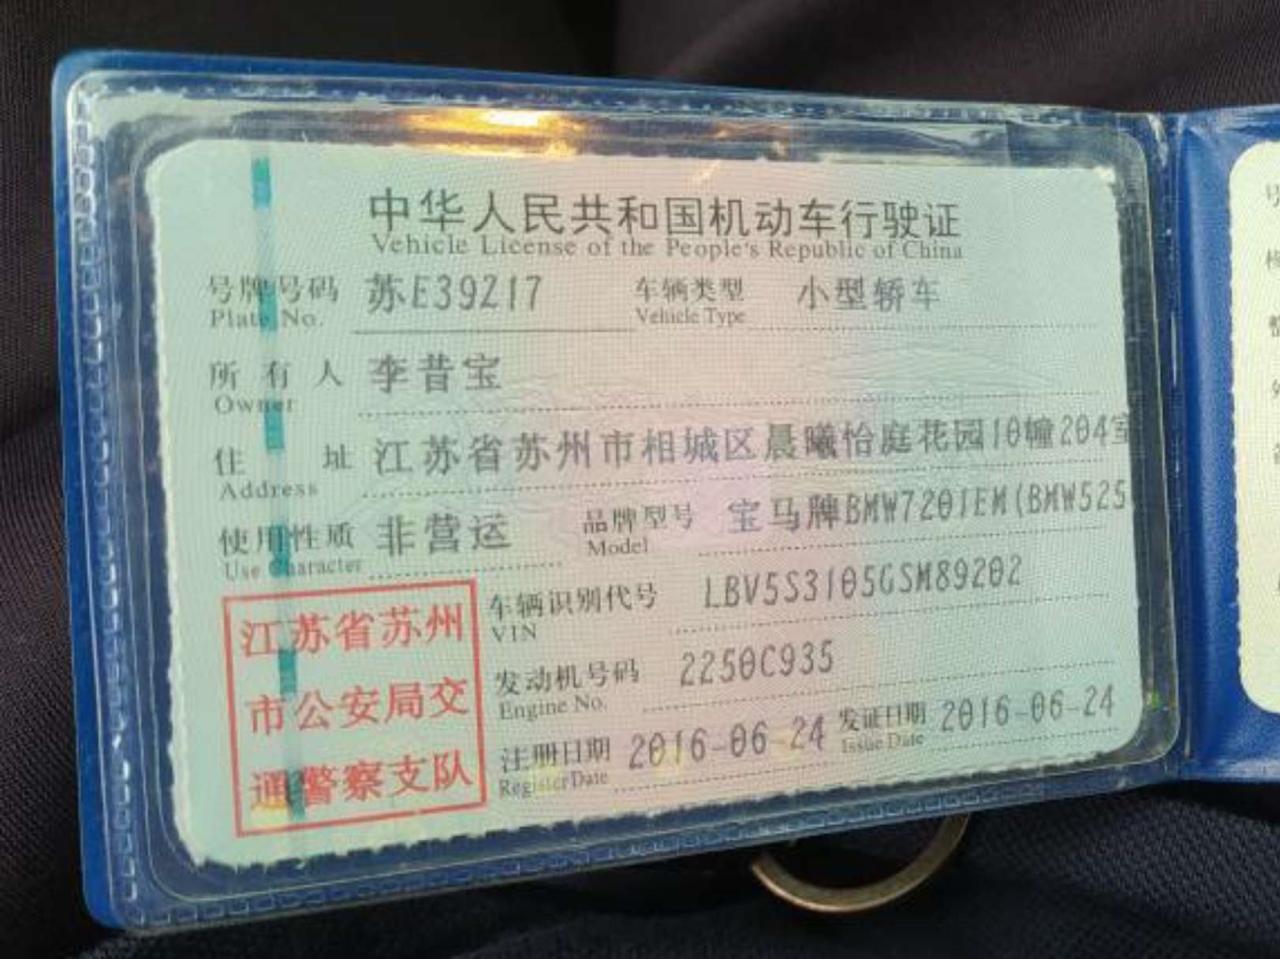 中华人民共和国机动车行驶证
Vehicle License of the People's Republic of China
号牌号码 苏E39Z17 车辆类型 小型轿车
Plate No. Vehicle Type
所有人 李昔宝
Owner
住址 江苏省苏州市相城区晨曦怡庭花园10幢204室
Address
使用性质 非营运 品牌型号 宝马牌BMW7201EM(BMW525
Use Character Model
江苏省苏州
市公安局交
通警察支队
车辆识别代号 LBV5S3105GSM89202
VIN
发动机号码 2250C935
Engine No.
注册日期 2016-06-24 发证日期 2016-06-24
Register Date Issue Date